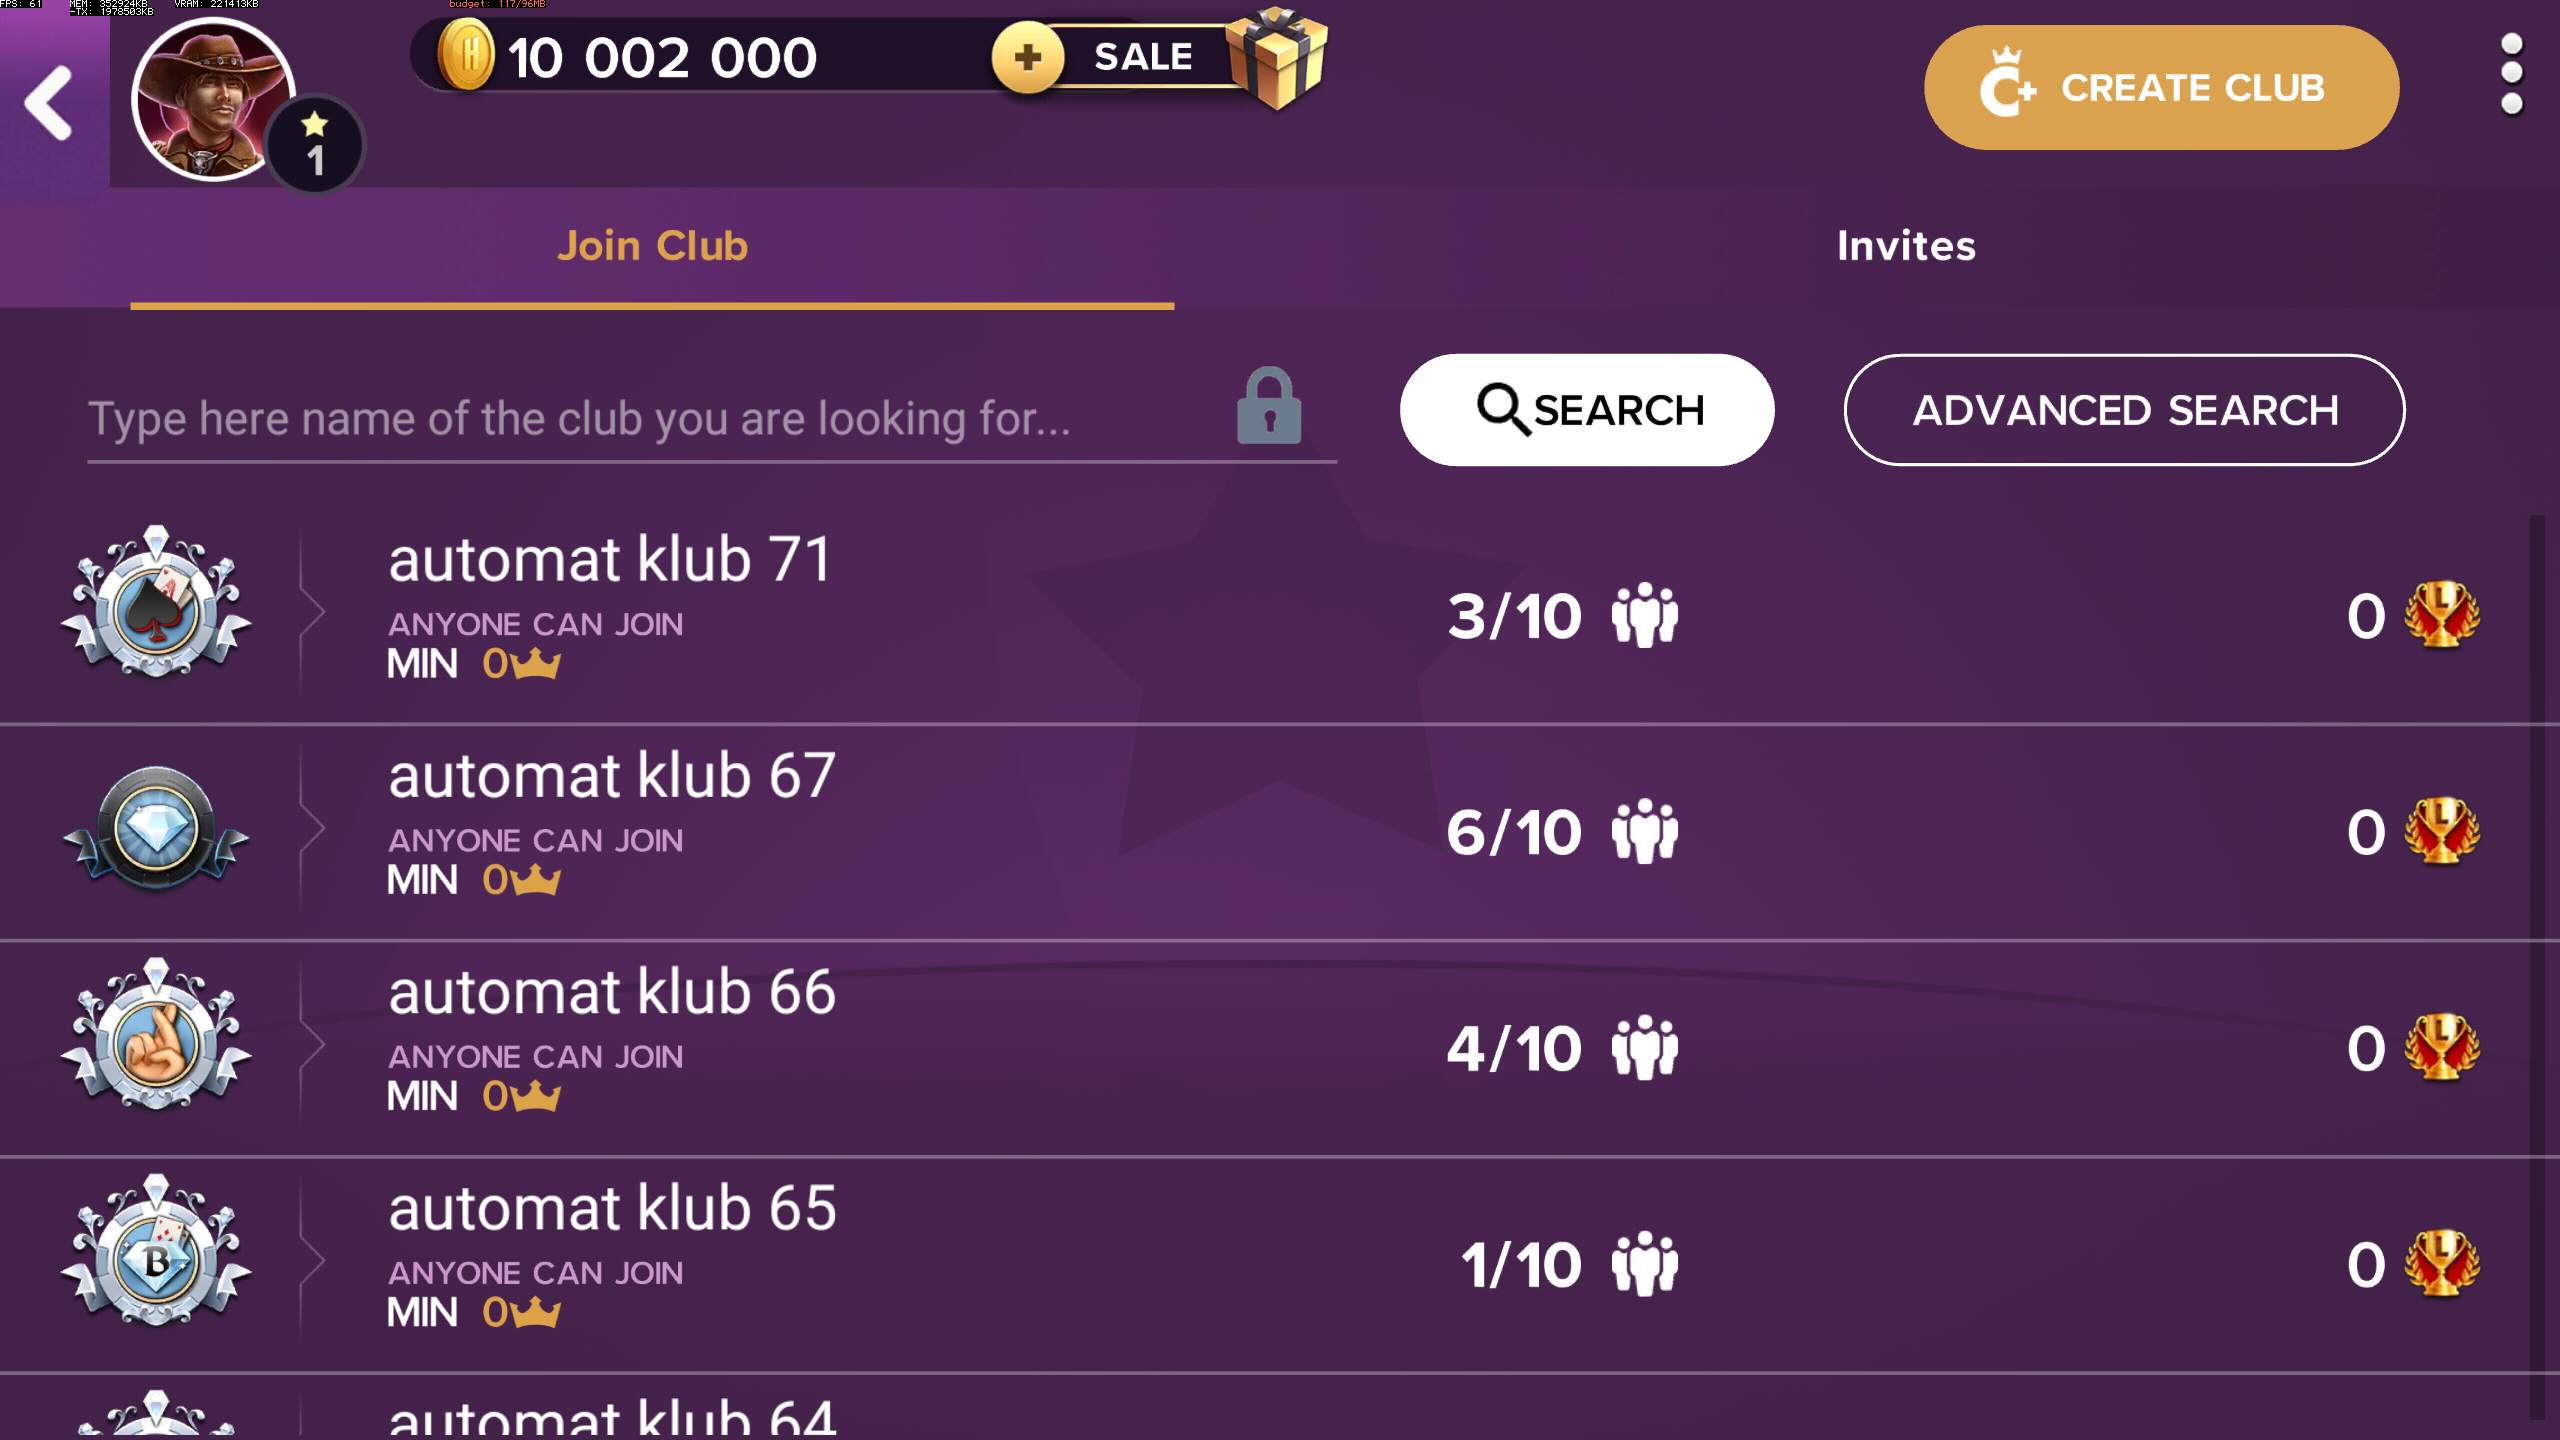 FPS: 61 MEM: 352924KB VRAM: 221413KB budget: 117/96MB
-TX: 1978503KB
10 002 000
SALE
CREATE CLUB
1
Join Club
Invites
Type here name of the club you are looking for...
SEARCH
ADVANCED SEARCH
automat klub 71
ANYONE CAN JOIN
MIN 0
3/10
0
automat klub 67
ANYONE CAN JOIN
MIN 0
6/10
0
automat klub 66
ANYONE CAN JOIN
MIN 0
4/10
0
automat klub 65
ANYONE CAN JOIN
MIN 0
1/10
0
automat klub 64